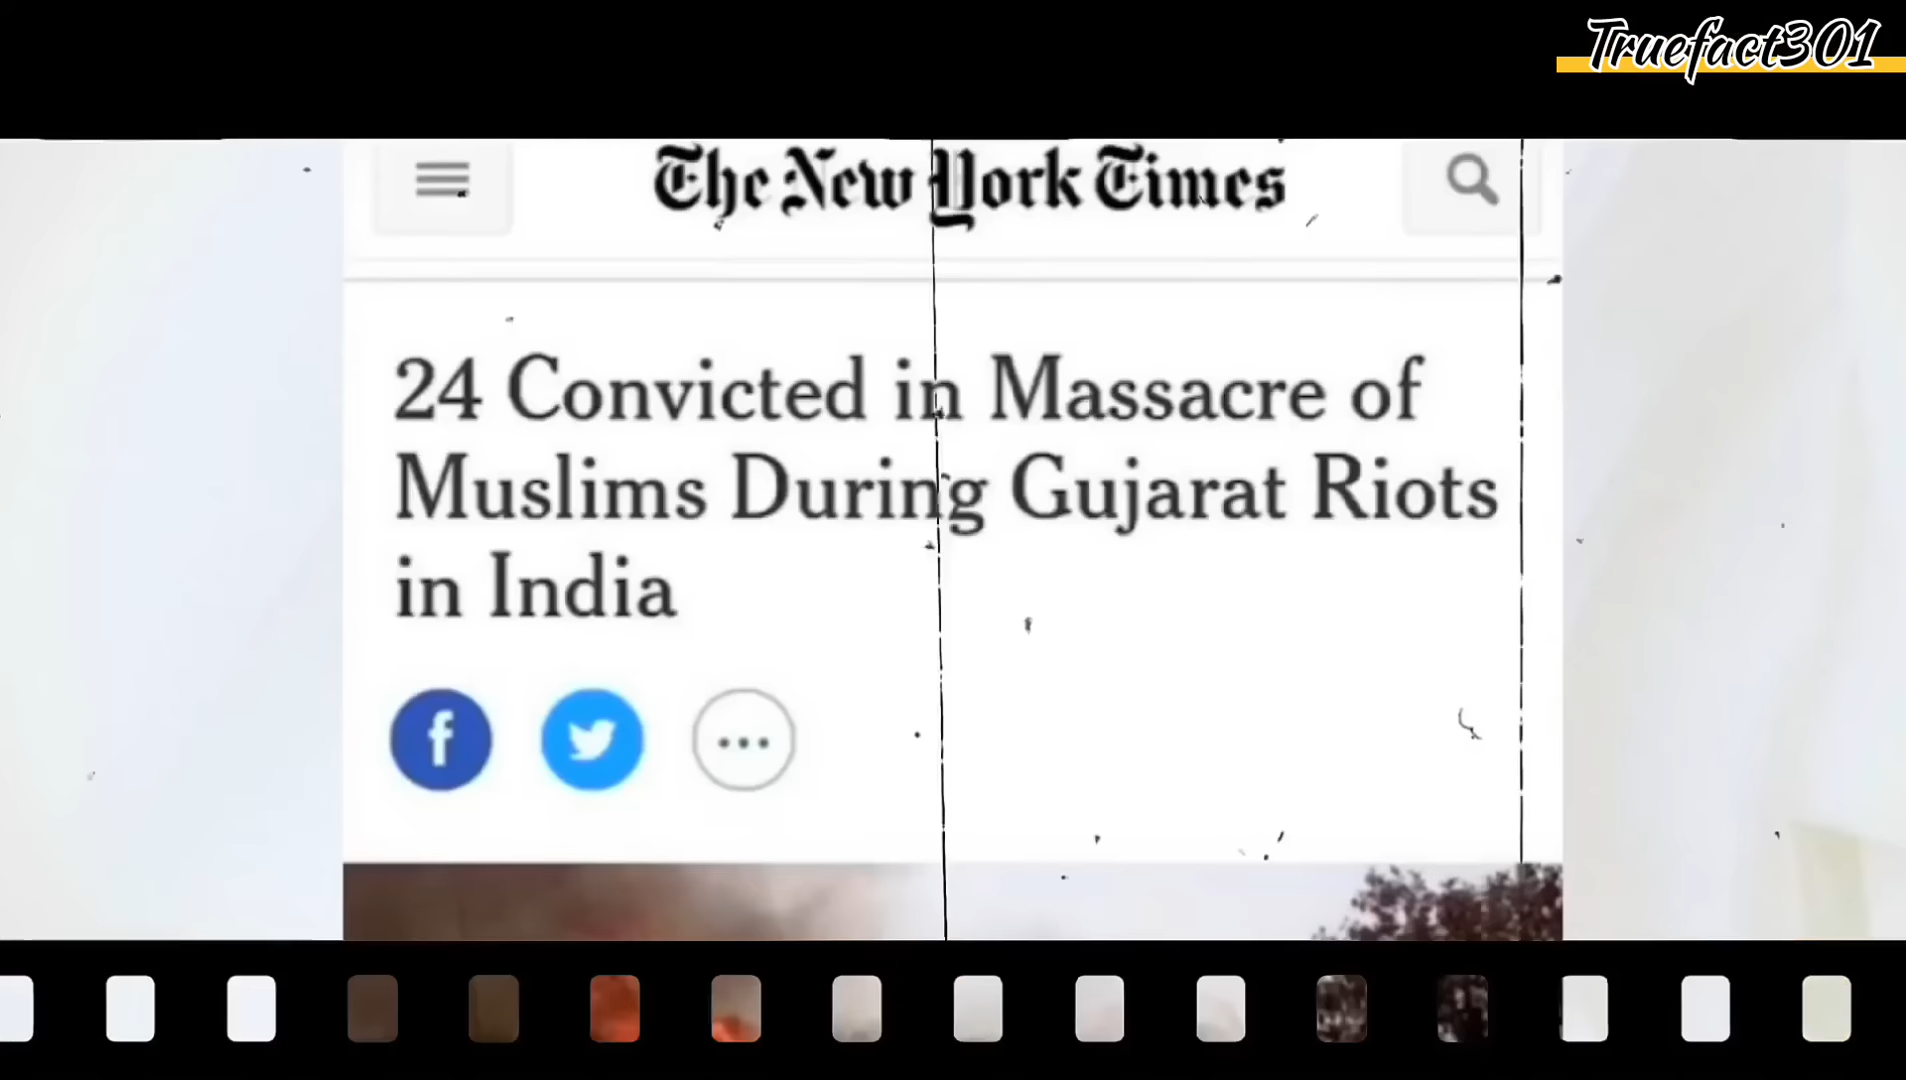 Truefact301
The New York Times
24 Convicted in Massacre of
Muslims During Gujarat Riots
in India